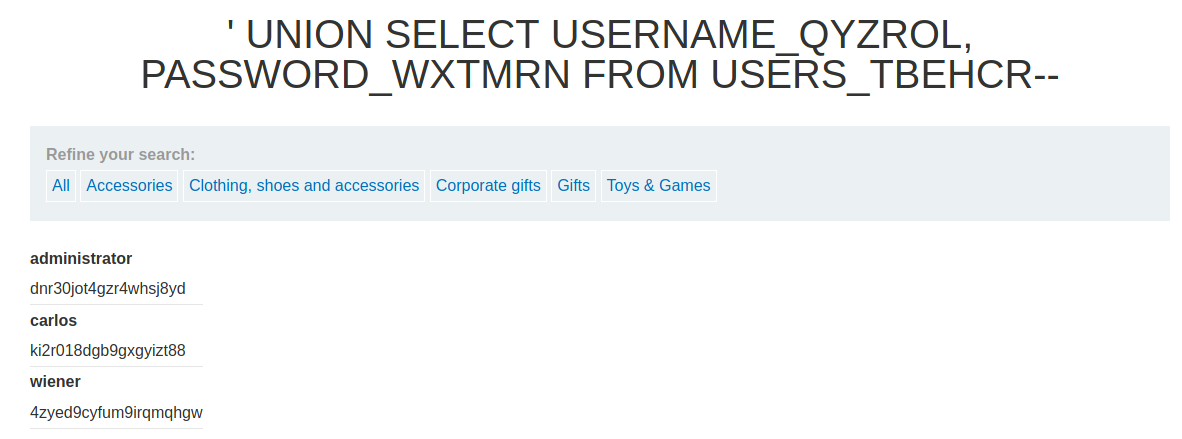 ' UNION SELECT USERNAME_QYZROL,
PASSWORD_WXTMRN FROM USERS_TBEHCR--
Refine your search:
All Accessories Clothing, shoes and accessories Corporate gifts Gifts Toys & Games
administrator
dnr30jot4gzr4whsj8yd
carlos
ki2r018dgb9gxgyizt88
wiener
4zyed9cyfum9irqmqhgw